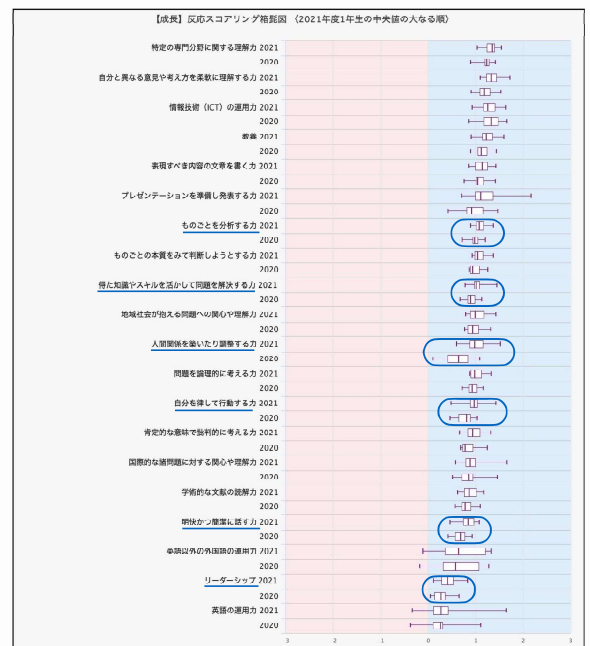 【成長】反応スコアリング箱髭図 〈2021年度1年生の中央値の大なる順〉
特定の専門分野に関する理解力 2021
2020
自分と異なる意見や考え方を柔軟に理解する力 2021
2020
情報技術（ICT）の運用力 2021
2020
教養 2021
2020
表現すべき内容の文章を書く力 2021
2020
プレゼンテーションを準備し発表する力 2021
2020
ものごとを分析する力 2021
2020
ものごとの本質をみて判断しようとする力 2021
2020
得た知識やスキルを活かして問題を解決する力 2021
2020
地域社会が抱える問題への関心や理解力 2021
2020
人間関係を築いたり調整する力 2021
2020
問題を論理的に考える力 2021
2020
自分を律して行動する力 2021
2020
肯定的な意味で批判的に考える力 2021
2020
国際的な諸問題に対する関心や理解力 2021
2020
学術的な文献の読解力 2021
2020
明快かつ簡潔に話す力 2021
2020
英語以外の外国語の運用力 2021
2020
リーダーシップ 2021
2020
英語の運用力 2021
2020
3 2 1 0 1 2 3